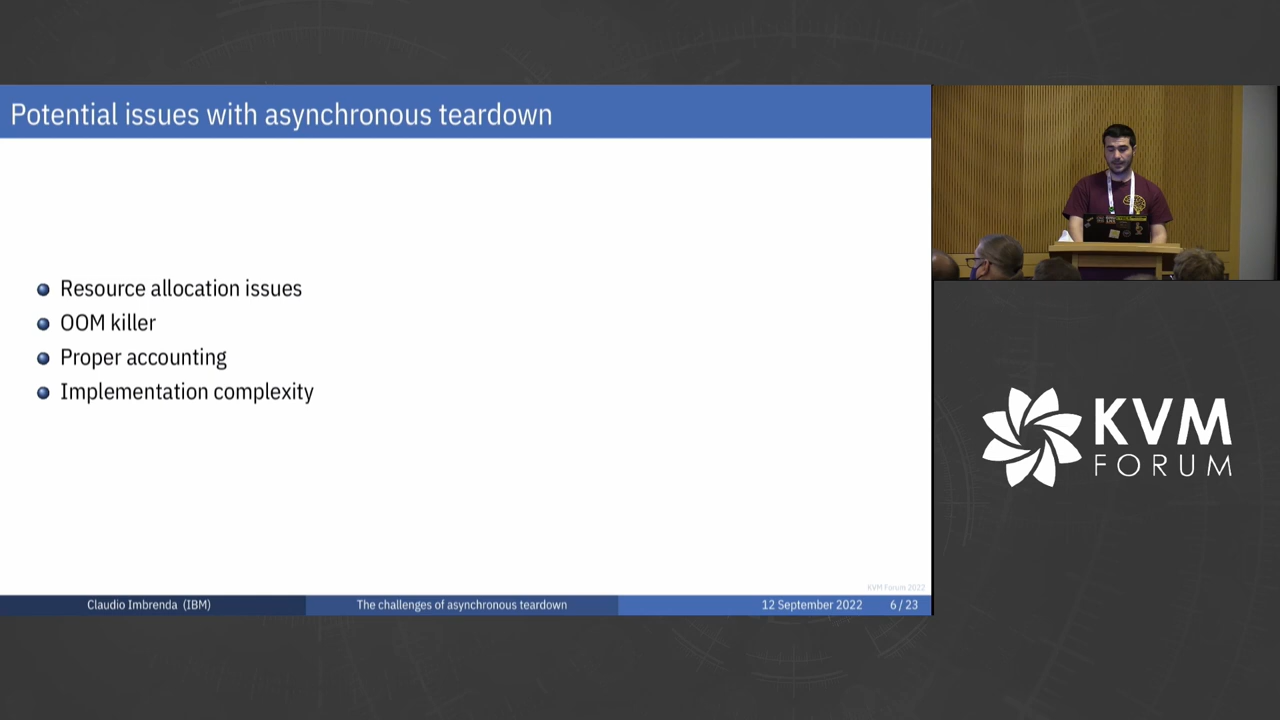 Potential issues with asynchronous teardown
Resource allocation issues
OOM killer
Proper accounting
Implementation complexity
KVM Forum 2022
Claudio Imbrenda (IBM)
The challenges of asynchronous teardown
12 September 2022
6 / 23
KVM
FORUM